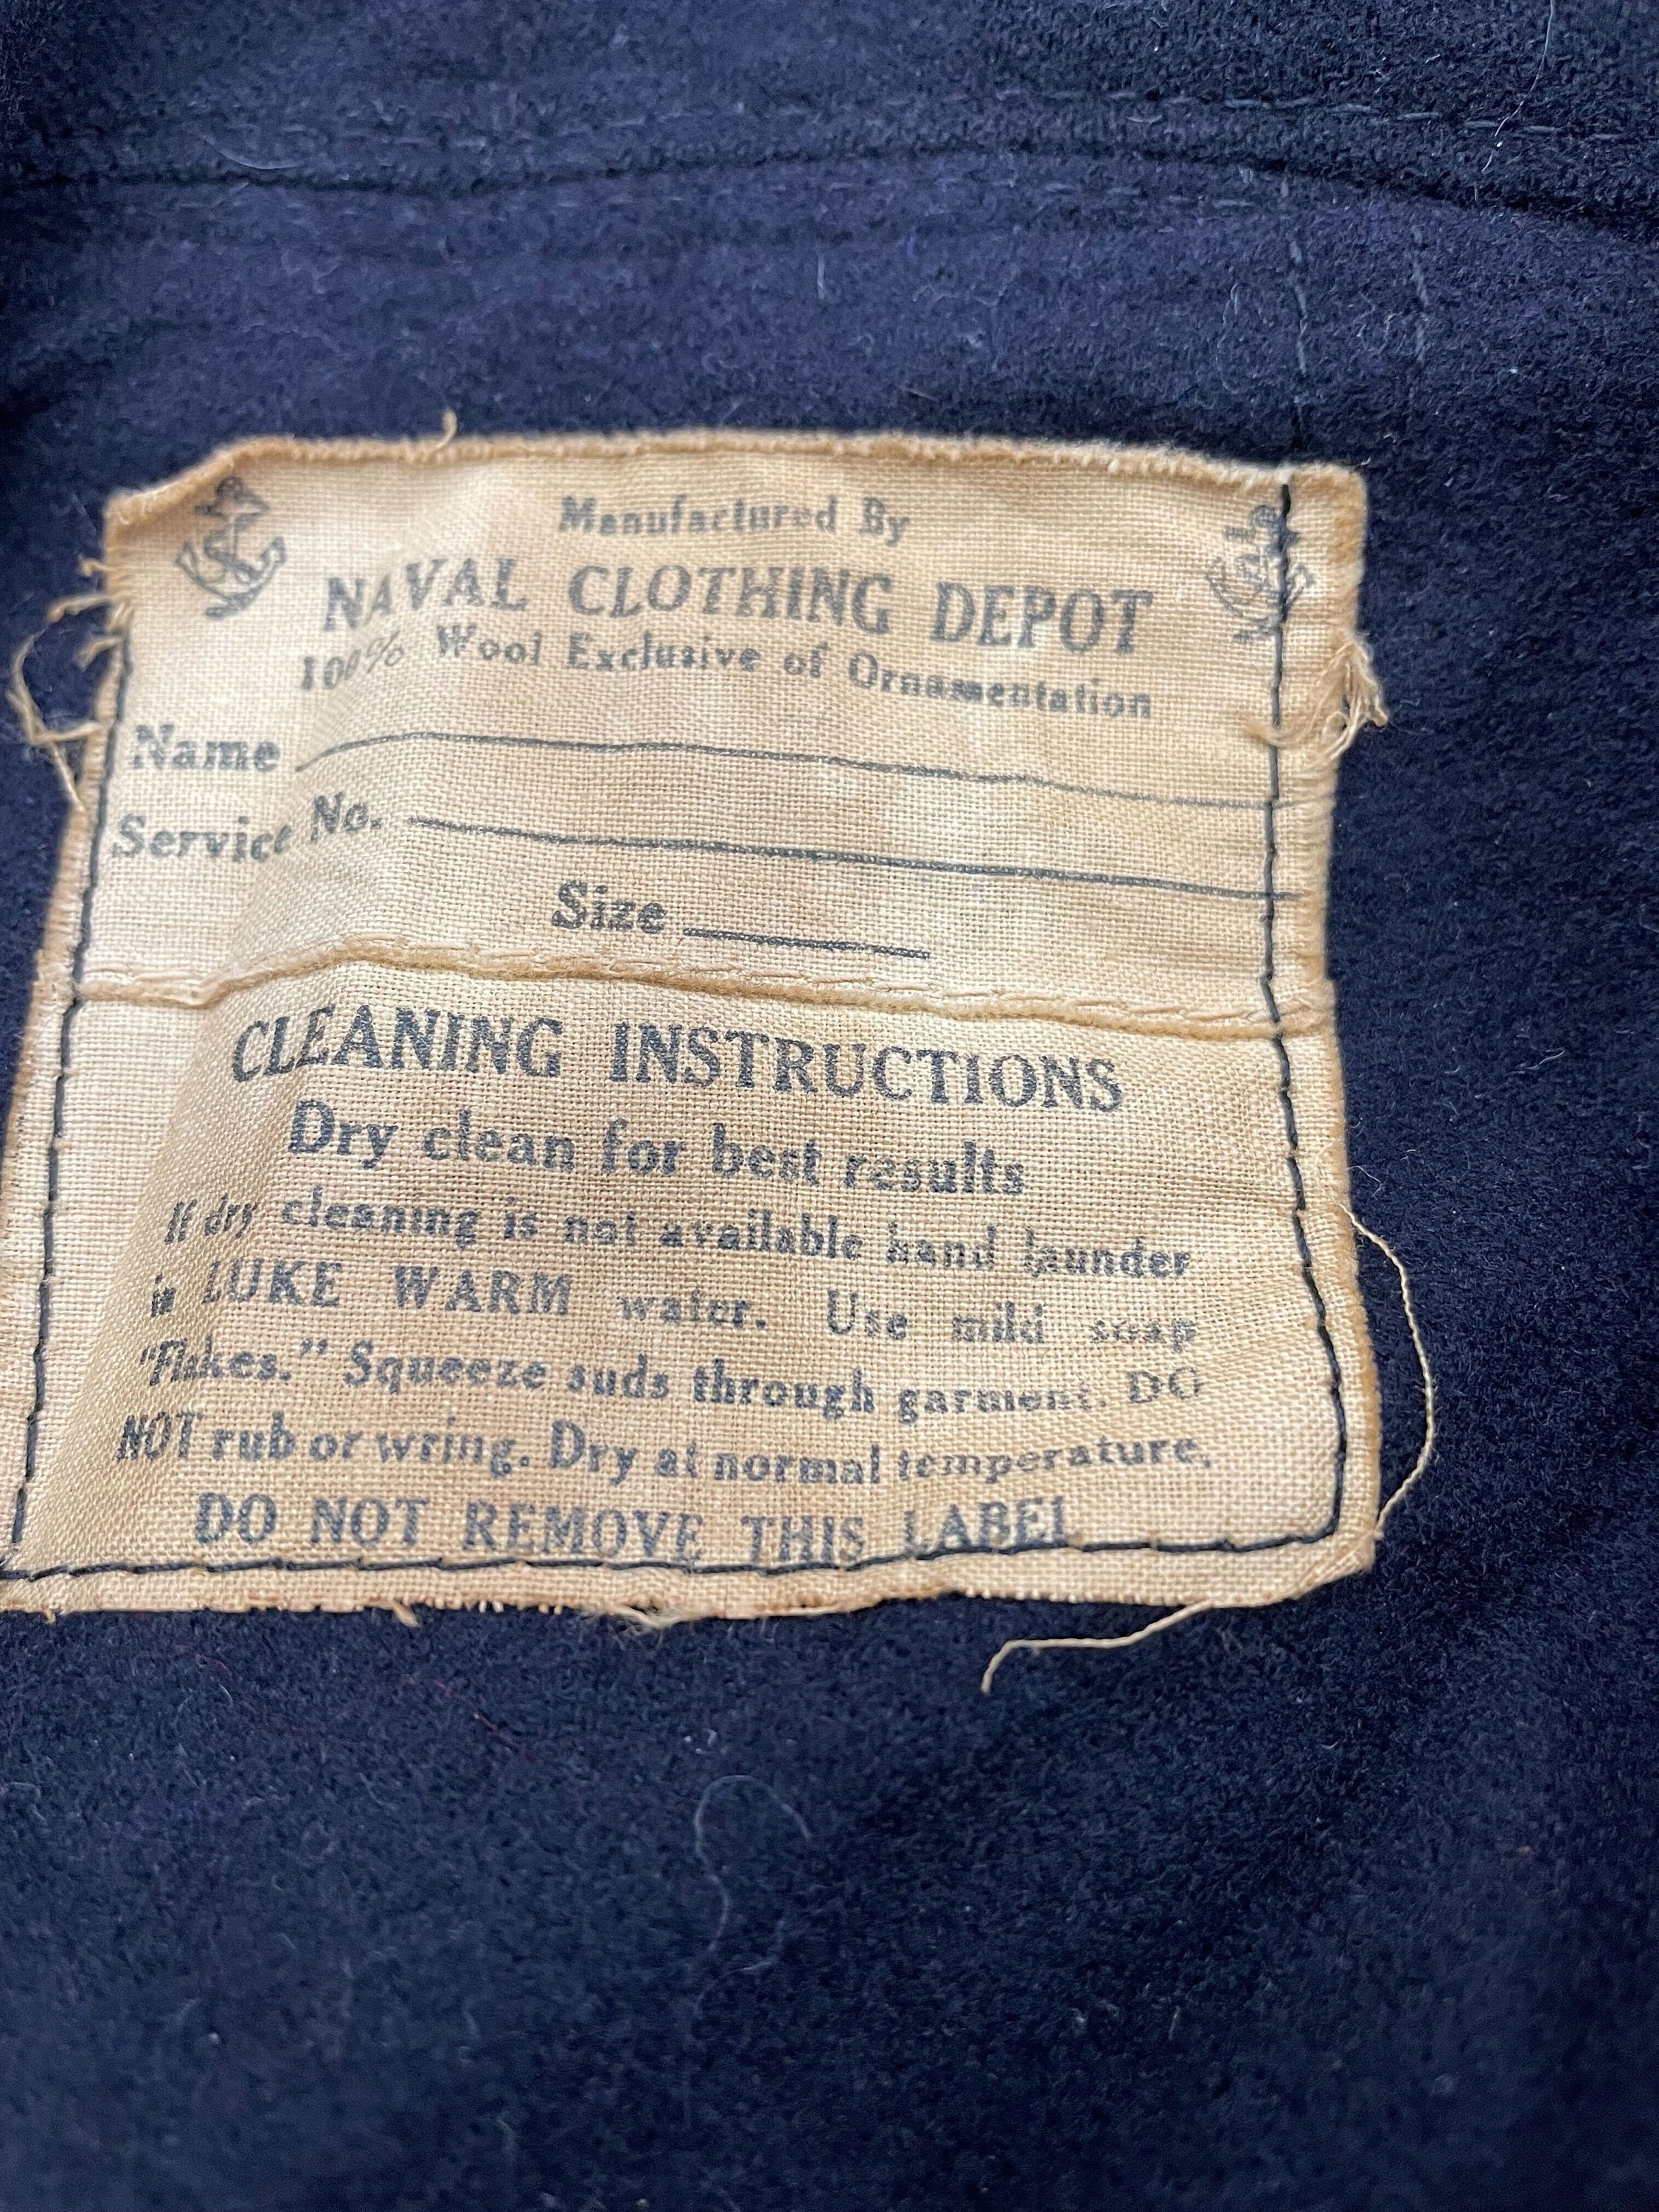 Manufactured By
NAVAL CLOTHING DEPOT
100% Wool Exclusive of Ornamentation
Name
Service No.
Size
CLEANING INSTRUCTIONS
Dry clean for best results
If dry cleaning is not available hand launder
in LUKE WARM water. Use mild soap
"Flakes." Squeeze suds through garment. DO
NOT rub or wring. Dry at normal temperature.
DO NOT REMOVE THIS LABEL